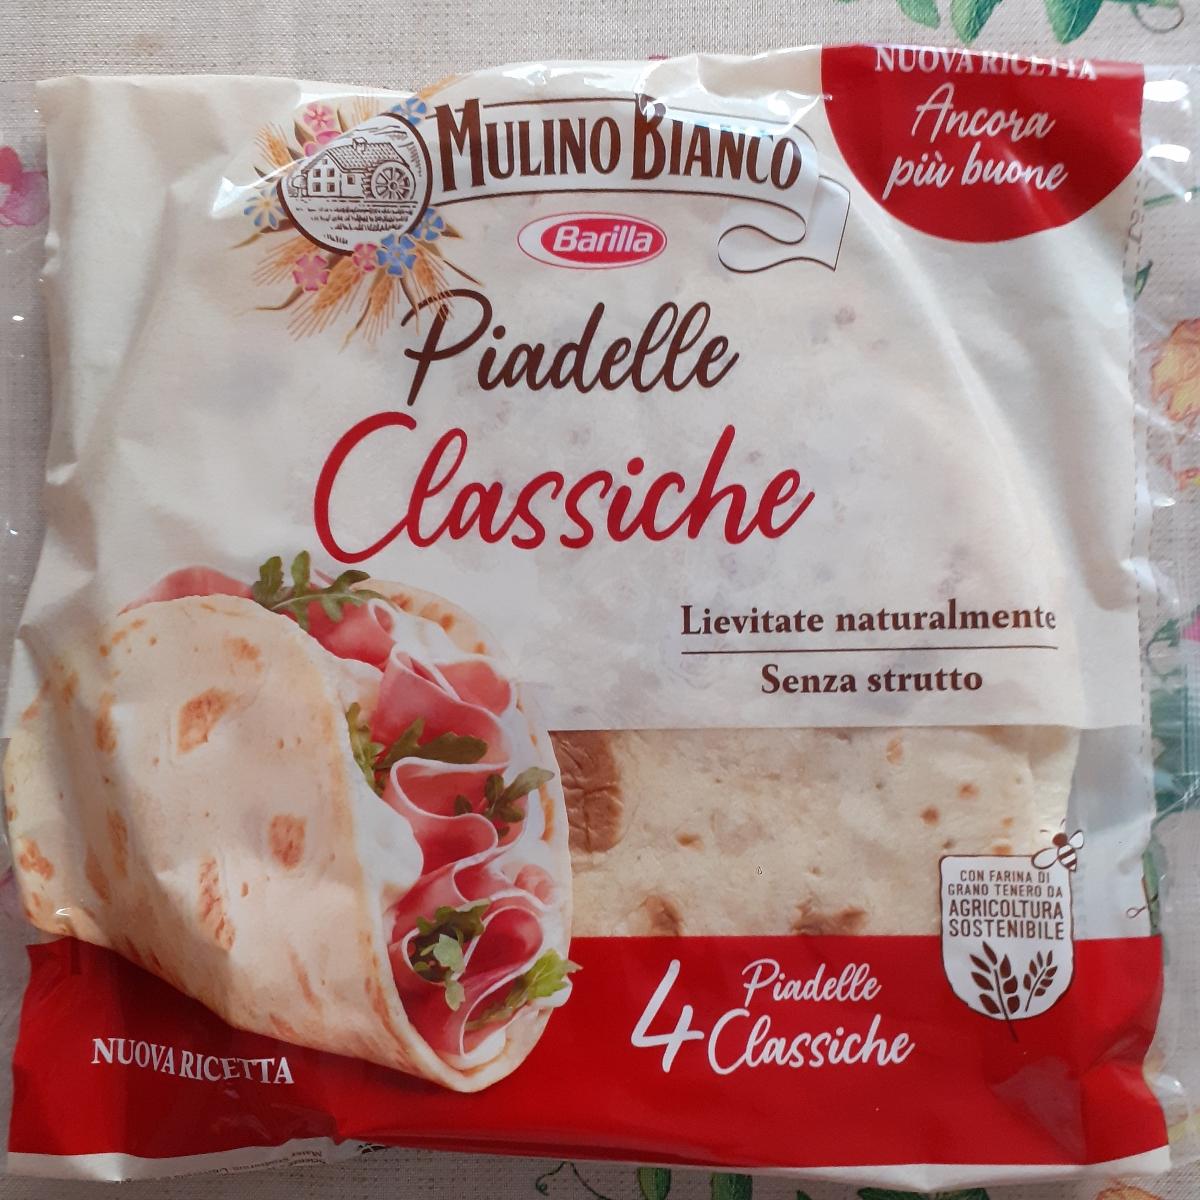 NUOVA RICETTA
Ancora
più buone
MULINO BIANCO
Barilla
Piadelle
Classiche
Lievitate naturalmente
Senza strutto
CON FARINA DI
GRANO TENERO DA
AGRICOLTURA
SOSTENIBILE
4 Piadelle
Classiche
NUOVA RICETTA